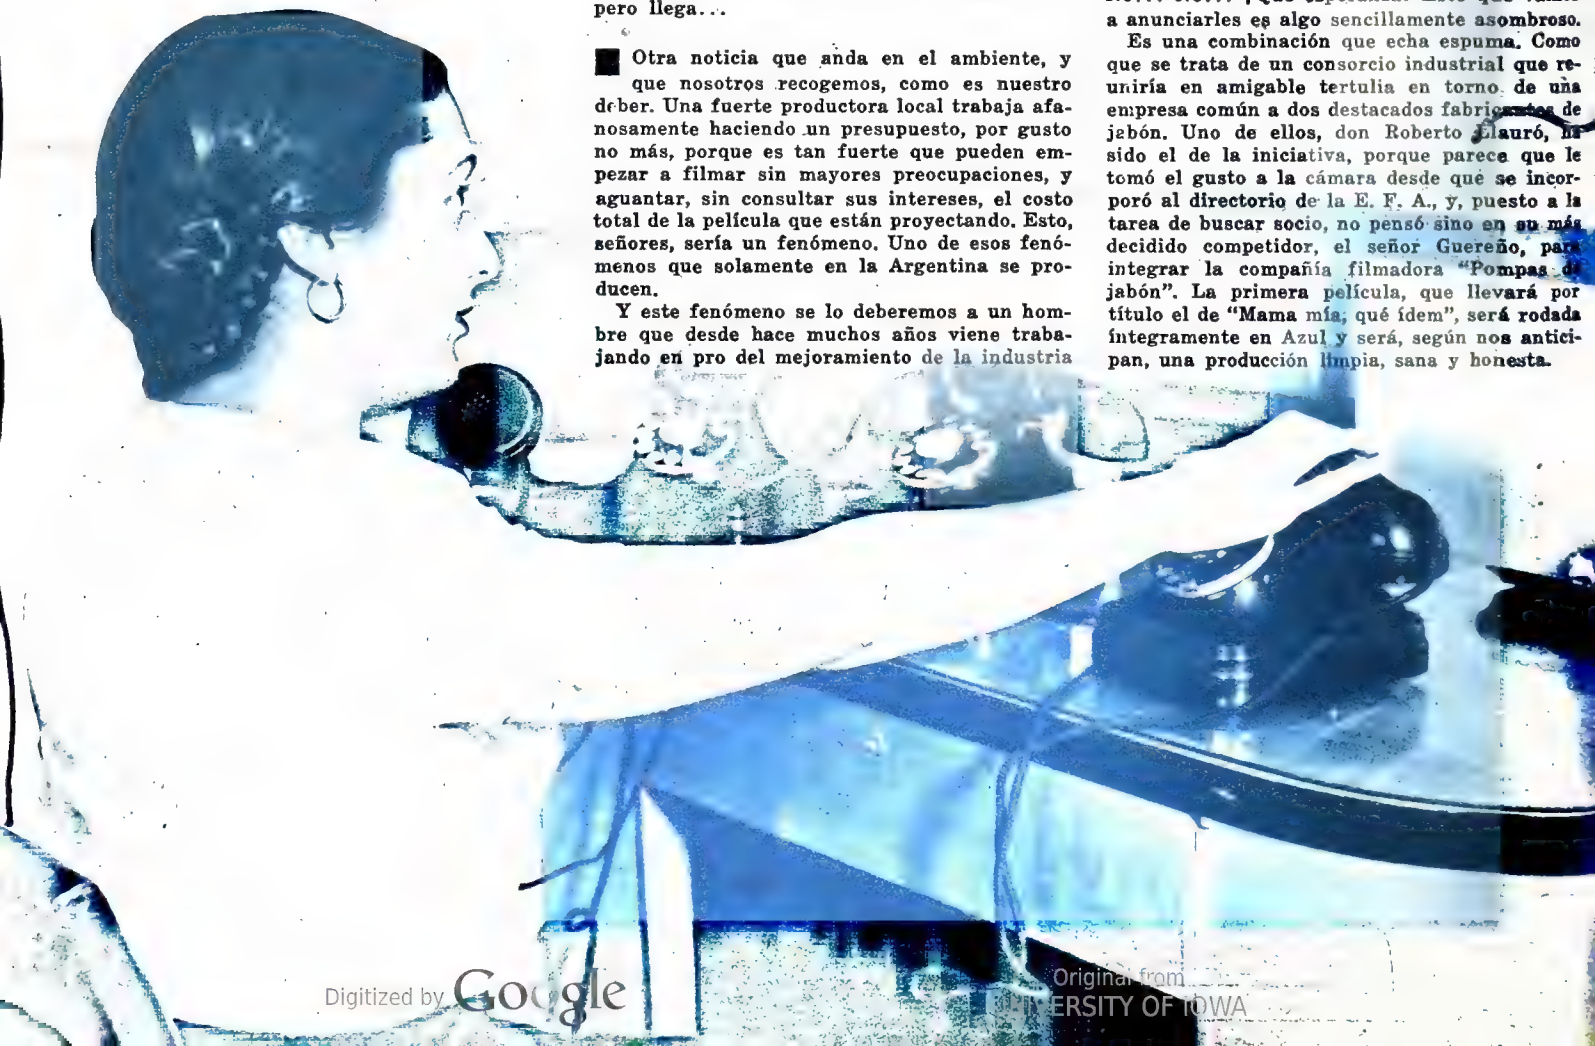 pero llega...
Otra noticia que anda en el ambiente, y
que nosotros recogemos, como es nuestro
deber. Una fuerte productora local trabaja afa-
nosamente haciendo un presupuesto, por gusto
no más, porque es tan fuerte que pueden em-
pezar a filmar sin mayores preocupaciones, y
aguantar, sin consultar sus intereses, el costo
total de la película que están proyectando. Esto,
señores, sería un fenómeno. Uno de esos fenó-
menos que solamente en la Argentina se pro-
ducen.
Y este fenómeno se lo deberemos a un hom-
bre que desde hace muchos años viene traba-
jando en pro del mejoramiento de la industria
a anunciarles es algo sencillamente asombroso.
Es una combinación que echa espuma. Como
que se trata de un consorcio industrial que re-
uniría en amigable tertulia en torno de una
empresa común a dos destacados fabricantes de
jabón. Uno de ellos, don Roberto Llauró, ha
sido el de la iniciativa, porque parece que le
tomó el gusto a la cámara desde que se incor-
poró al directorio de la E. F. A., y, puesto a la
tarea de buscar socio, no pensó sino en su más
decidido competidor, el señor Guereño, para
integrar la compañía filmadora “Pompas de
jabón”. La primera película, que llevará por
título el de “Mama mía, qué ídem”, será rodada
íntegramente en Azul y será, según nos antici-
pan, una producción limpia, sana y honesta.
Digitized by Google
Original from
ERSITY OF IOWA